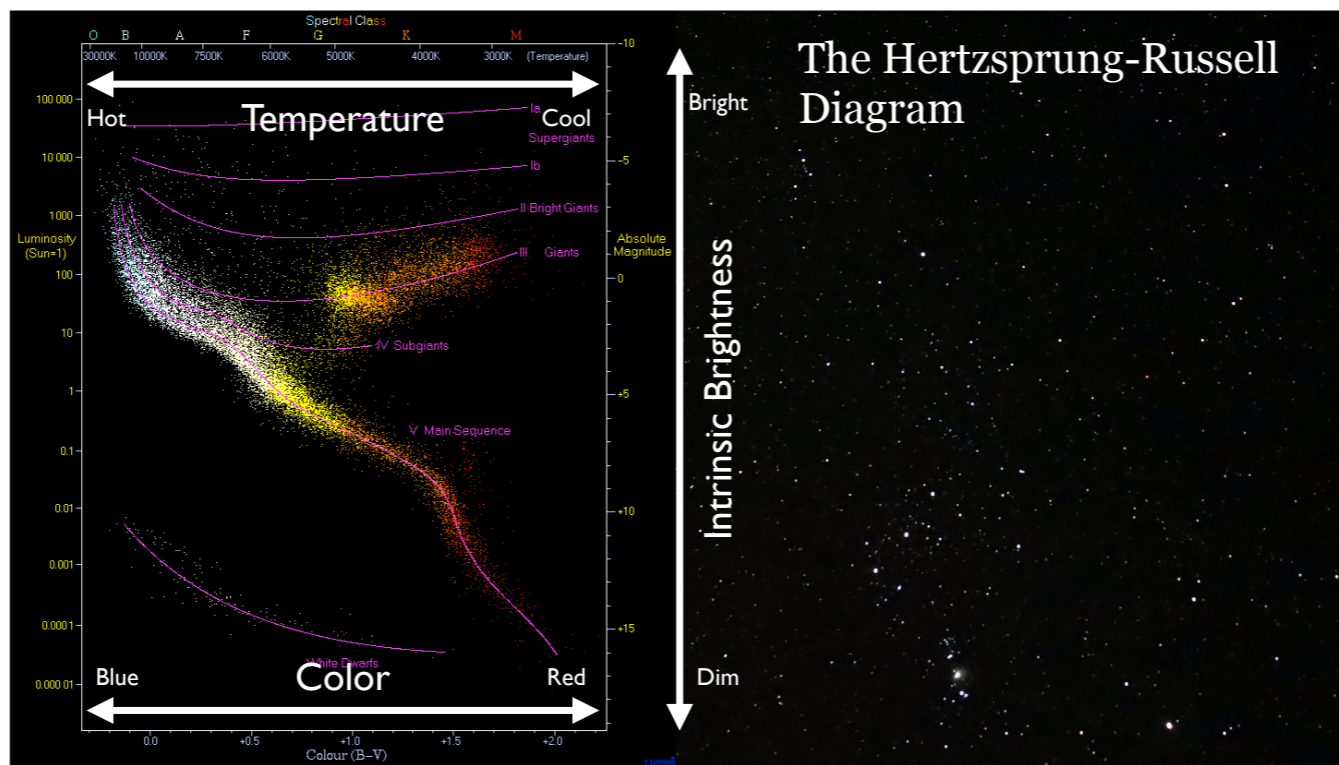 Spectral Class
O B A F G K M
30000K 10000K 7500K 6000K 5000K 4000K 3000K (Temperature)
-10
Hot Temperature Cool
100 000
Ia
Supergiants
10 000
-5
Ib
1000
II Bright Giants
Luminosity
(Sun=1)
Absolute
Magnitude
III Giants
100
0
10
IV Subgiants
1
+5
V Main Sequence
0.1
0.01
+10
0.001
0.0001
+15
White Dwarfs
0.000 01
Blue Color Red
0.0 +0.5 +1.0 +1.5 +2.0
Colour (B-V)
The Hertzsprung-Russell
Diagram
Bright
Intrinsic Brightness
Dim